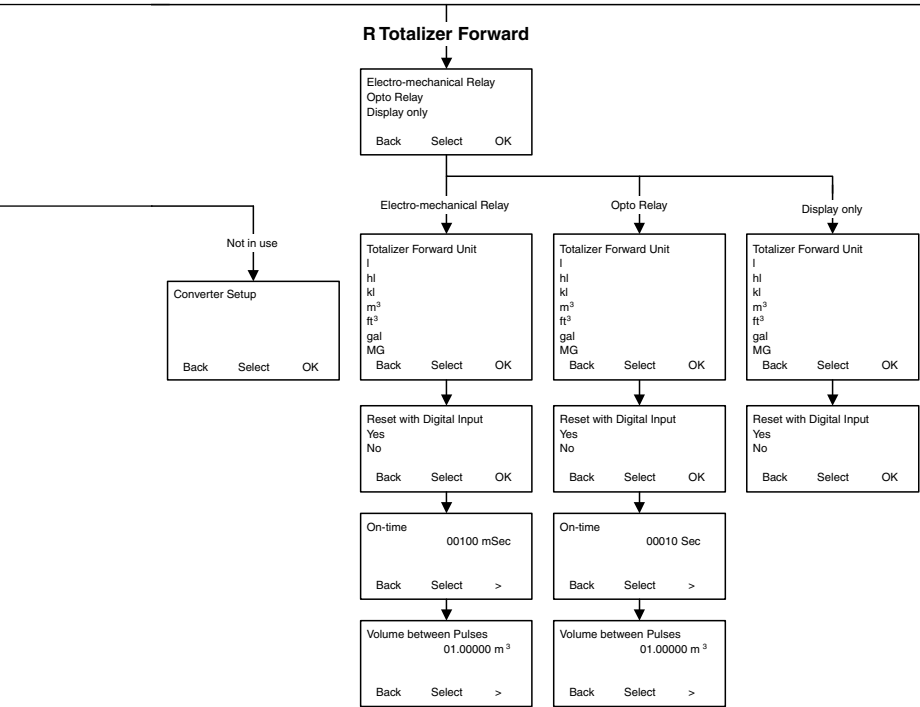 R Totalizer Forward
Electro-mechanical Relay
Opto Relay
Display only
Back Select OK
Electro-mechanical Relay
Opto Relay
Display only
Not in use
Converter Setup
Back Select OK
Totalizer Forward Unit
l
hl
kl
m³
ft³
gal
MG
Back Select OK
Reset with Digital Input
Yes
No
Back Select OK
On-time
00100 mSec
Back Select >
Volume between Pulses
01.00000 m³
Back Select >
Totalizer Forward Unit
l
hl
kl
m³
ft³
gal
MG
Back Select OK
Reset with Digital Input
Yes
No
Back Select OK
On-time
00010 Sec
Back Select >
Volume between Pulses
01.00000 m³
Back Select >
Totalizer Forward Unit
l
hl
kl
m³
ft³
gal
MG
Back Select OK
Reset with Digital Input
Yes
No
Back Select OK